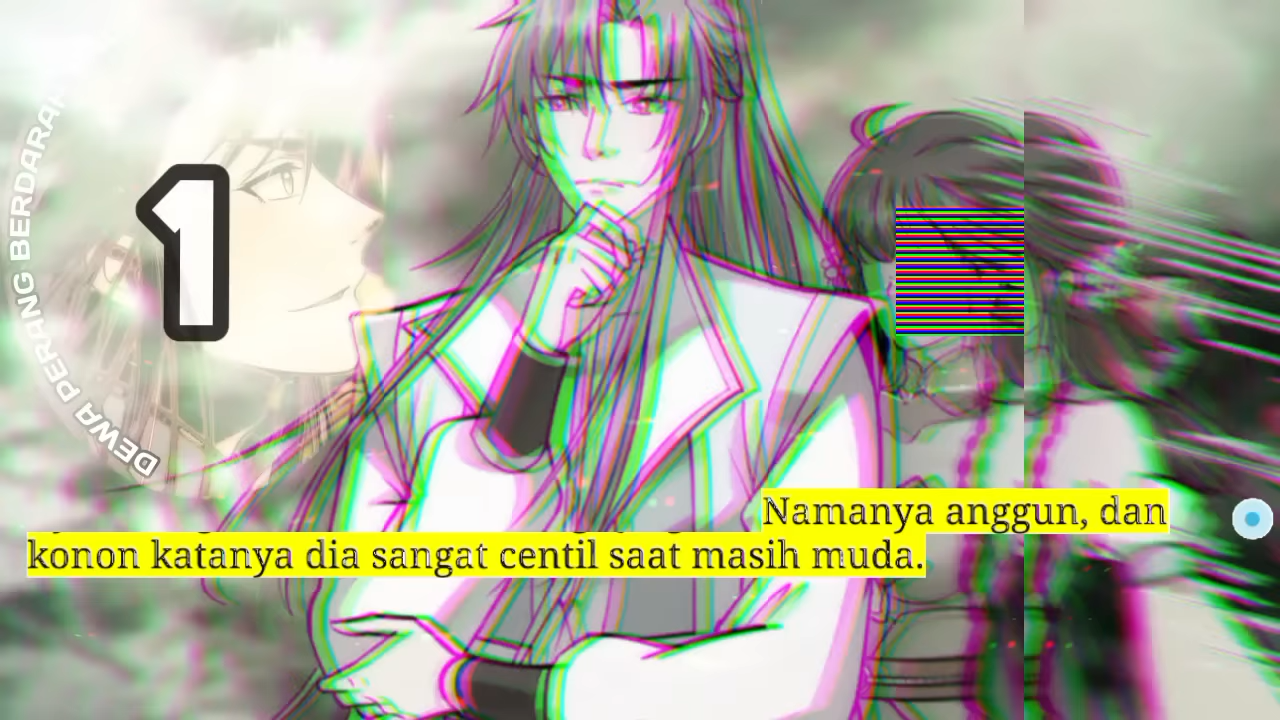 DEWA PERANG BERDARAH
1
Namanya anggun, dan
konon katanya dia sangat centil saat masih muda.